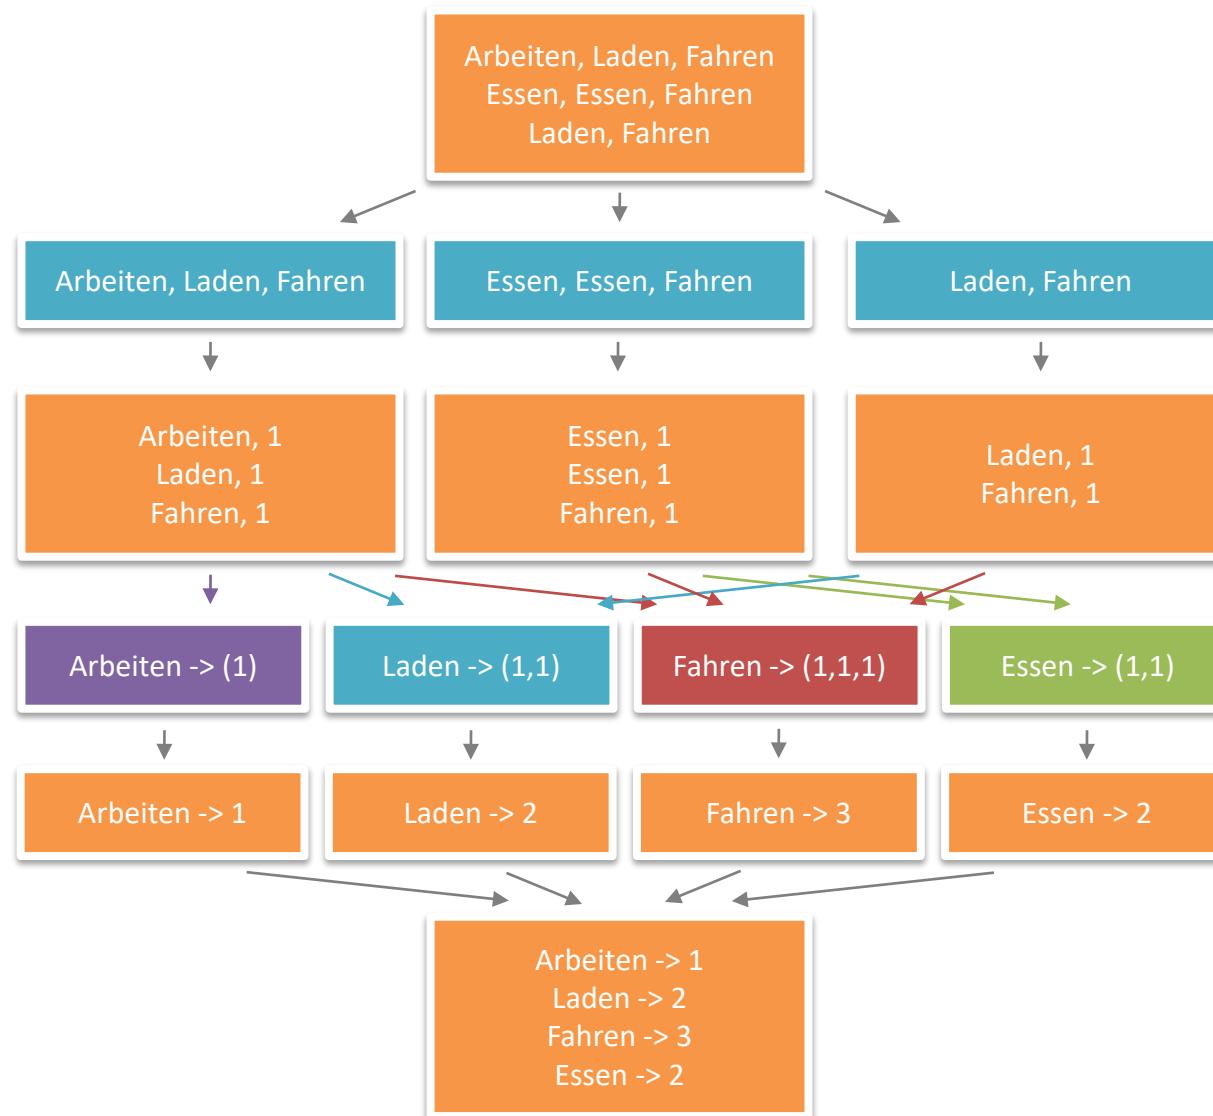 Arbeiten, Laden, Fahren
Essen, Essen, Fahren
Laden, Fahren
Arbeiten, Laden, Fahren
Essen, Essen, Fahren
Laden, Fahren
Arbeiten, 1
Laden, 1
Fahren, 1
Essen, 1
Essen, 1
Fahren, 1
Laden, 1
Fahren, 1
Arbeiten -> (1)
Laden -> (1,1)
Fahren -> (1,1,1)
Essen -> (1,1)
Arbeiten -> 1
Laden -> 2
Fahren -> 3
Essen -> 2
Arbeiten -> 1
Laden -> 2
Fahren -> 3
Essen -> 2